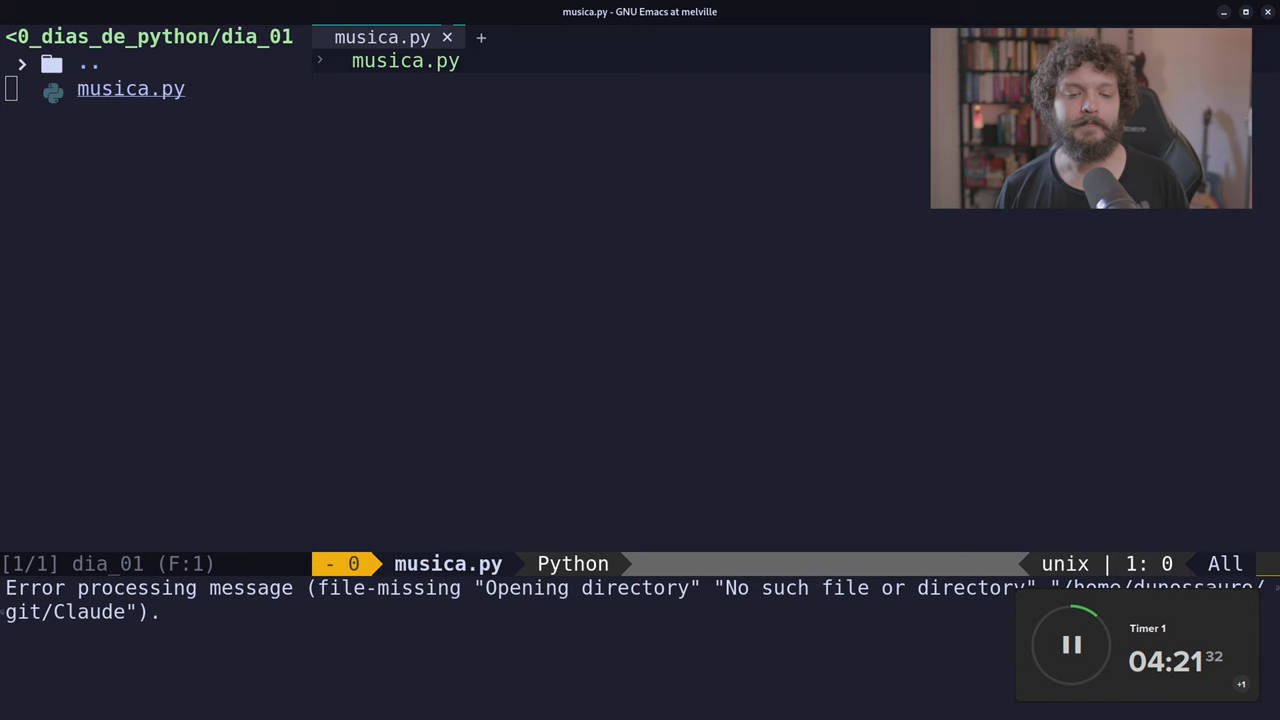 musica.py - GNU Emacs at melville
<0_dias_de_python/dia_01
..
musica.py
musica.py × +
musica.py
[1/1] dia_01 (F:1)
- 0 musica.py Python unix | 1: 0 All
Error processing message (file-missing "Opening directory" "No such file or directory" "/home/dunossauro/
git/Claude").
Timer 1
04:21 32
+1